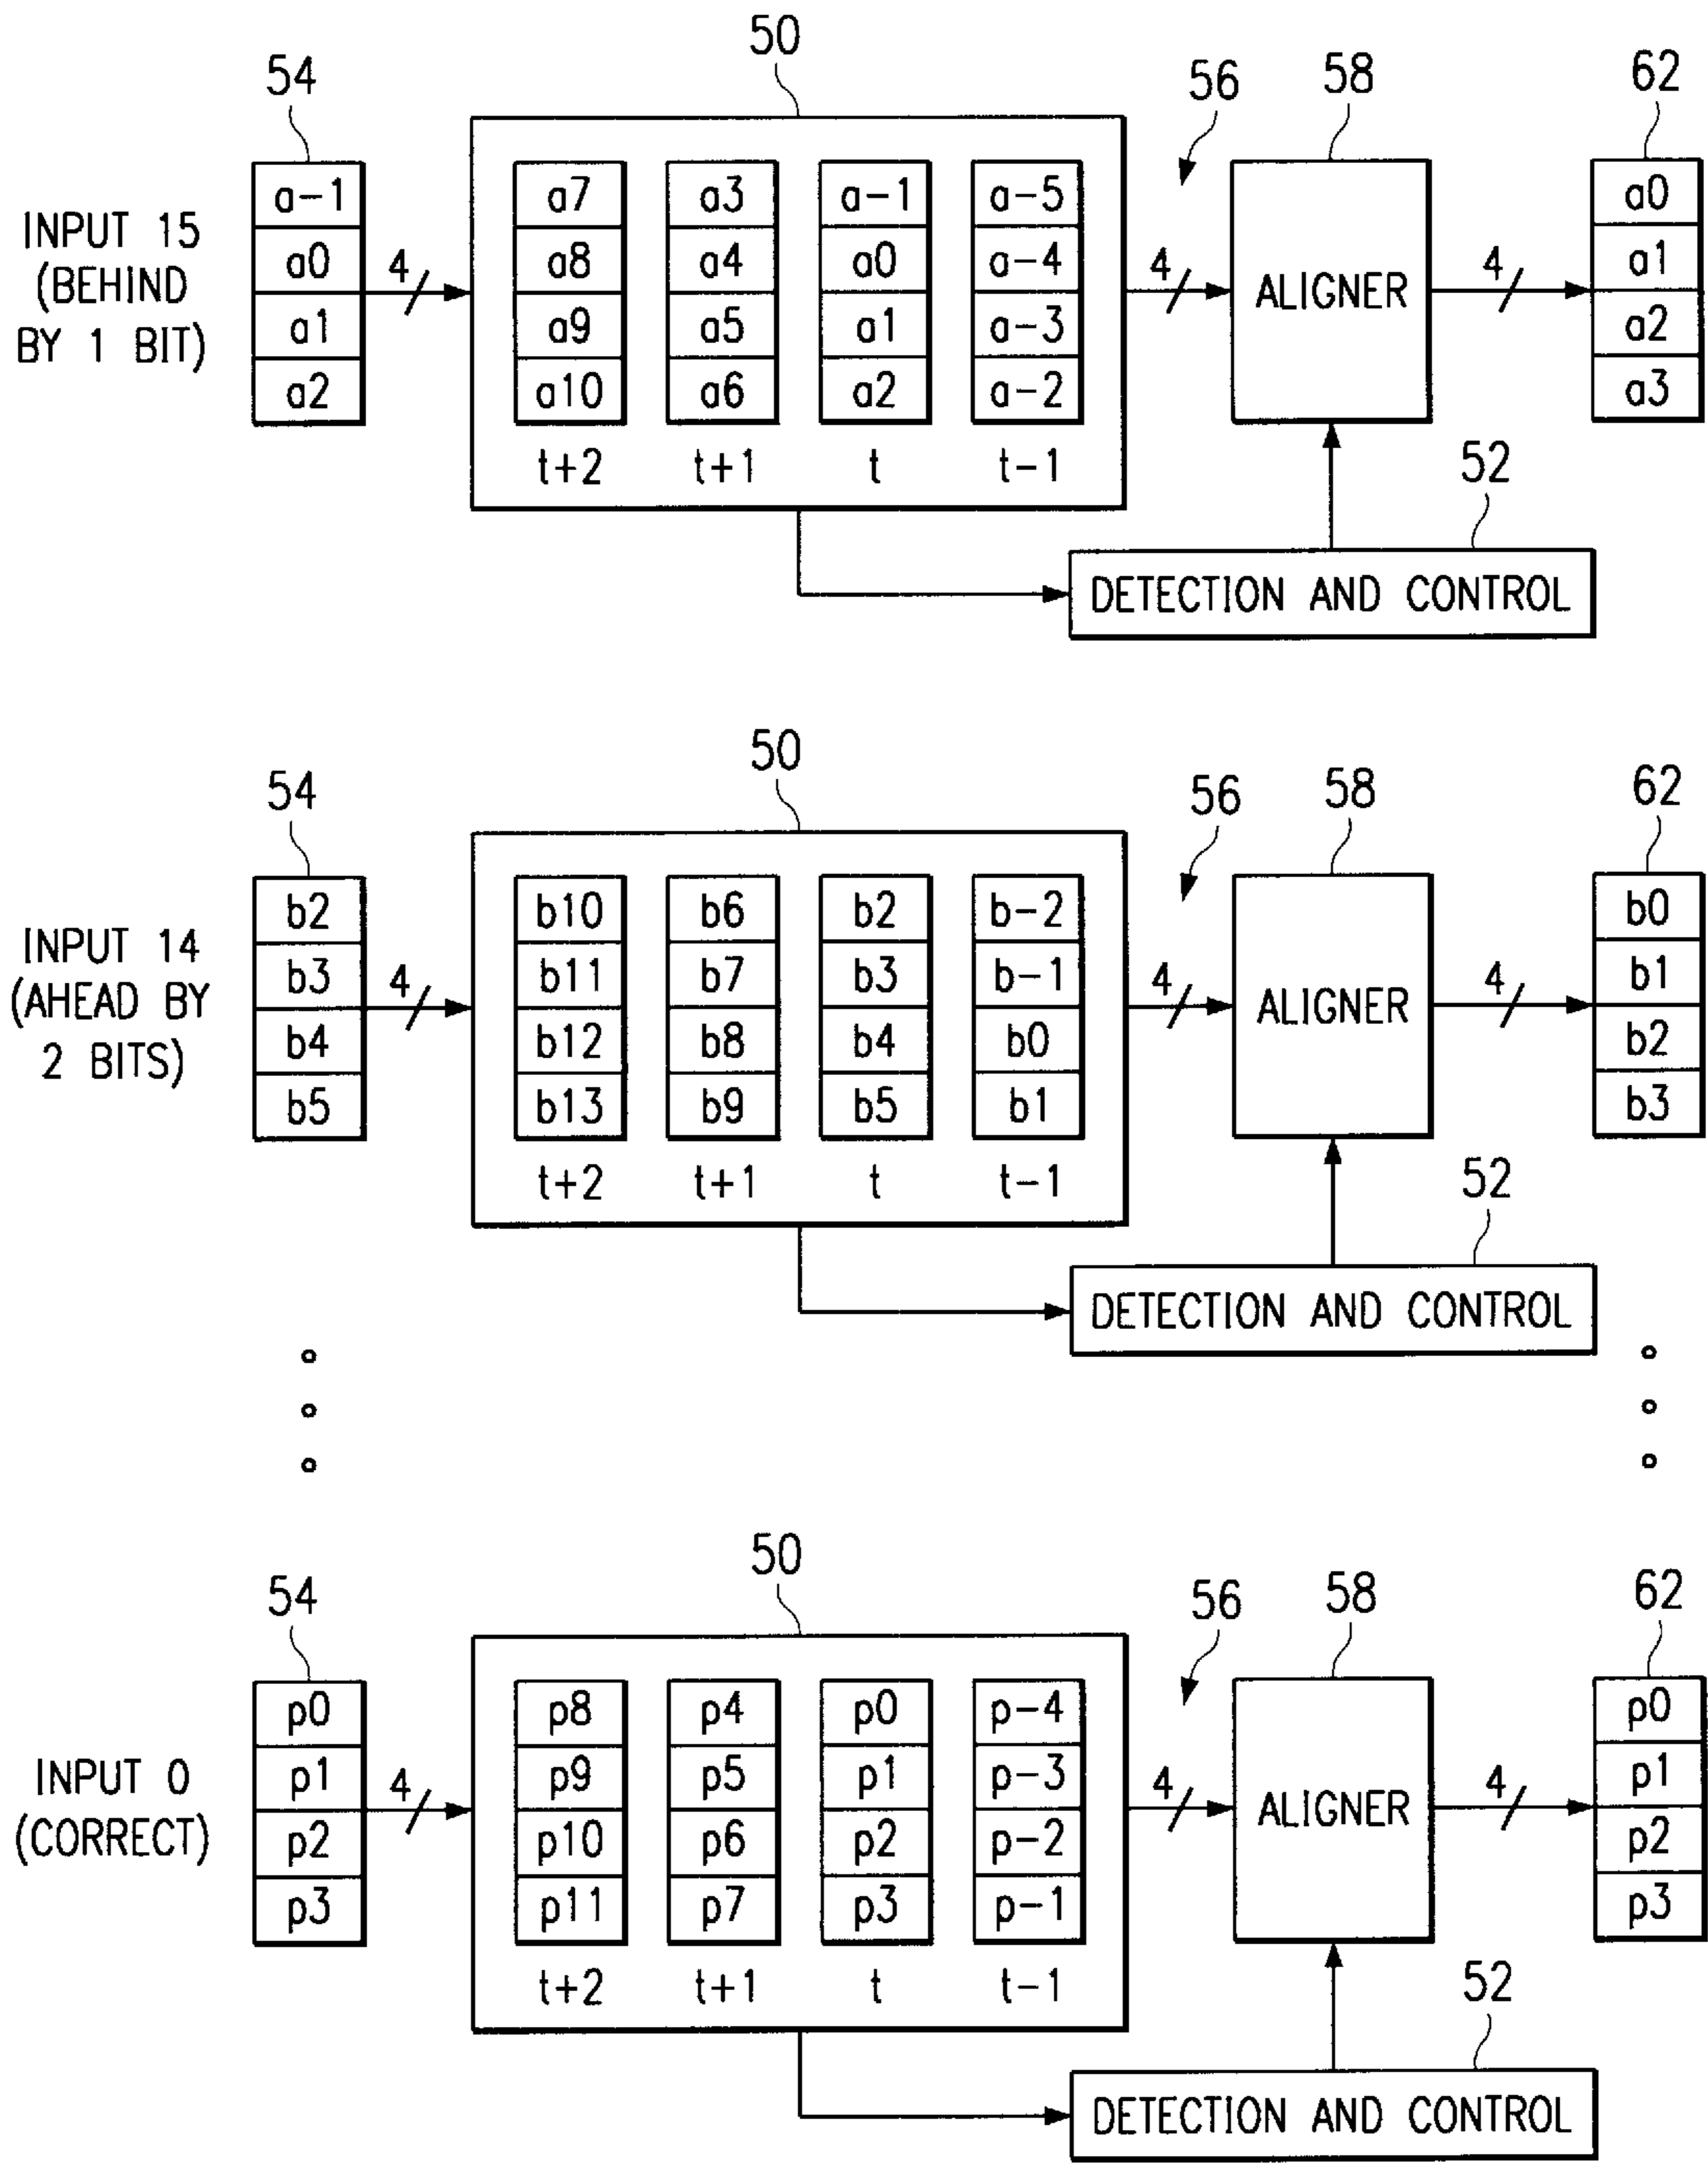 50
54
56
58
62
INPUT 15
(BEHIND
BY 1 BIT)
a-1
a0
a1
a2
4
a7
a8
a9
a10
t+2
a3
a4
a5
a6
t+1
a-1
a0
a1
a2
t
a-5
a-4
a-3
a-2
t-1
4
ALIGNER
4
a0
a1
a2
a3
52
DETECTION AND CONTROL
50
54
56
58
62
INPUT 14
(AHEAD BY
2 BITS)
b2
b3
b4
b5
4
b10
b11
b12
b13
t+2
b6
b7
b8
b9
t+1
b2
b3
b4
b5
t
b-2
b-1
b0
b1
t-1
4
ALIGNER
4
b0
b1
b2
b3
52
DETECTION AND CONTROL
50
54
56
58
62
INPUT 0
(CORRECT)
p0
p1
p2
p3
4
p8
p9
p10
p11
t+2
p4
p5
p6
p7
t+1
p0
p1
p2
p3
t
p-4
p-3
p-2
p-1
t-1
4
ALIGNER
4
p0
p1
p2
p3
52
DETECTION AND CONTROL